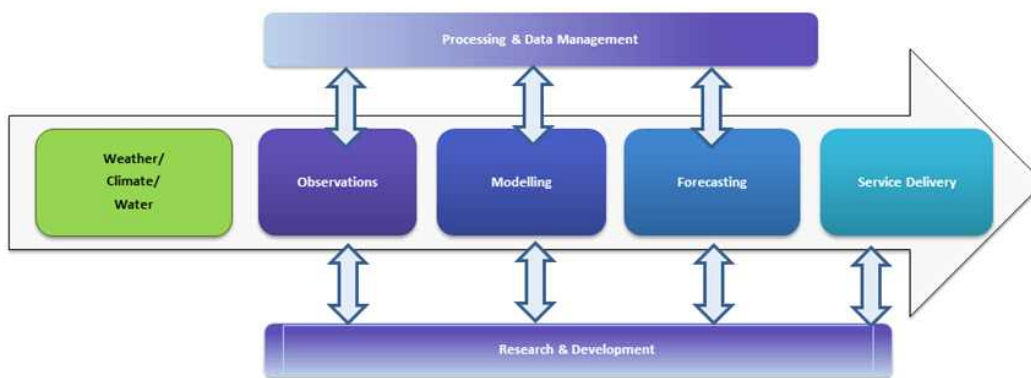 Processing & Data Management
Weather/
Climate/
Water
Observations
Modelling
Forecasting
Service Delivery
Research & Development